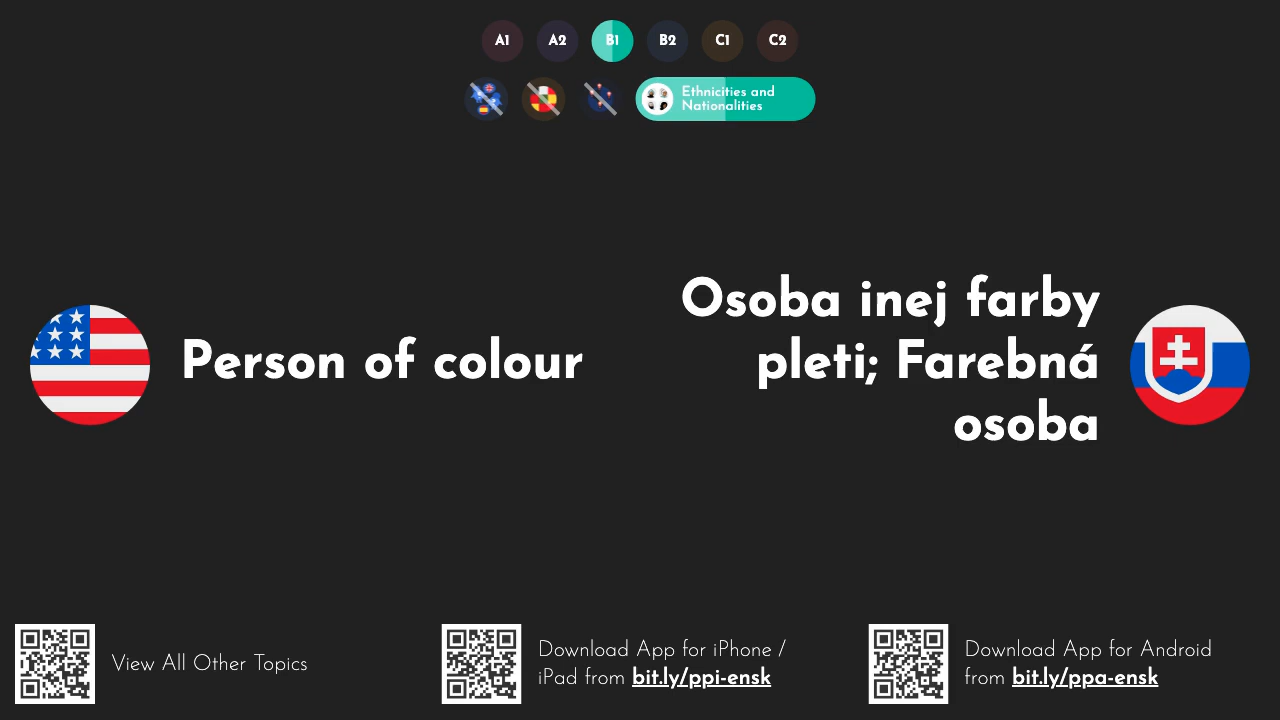 A1 A2 B1 B2 C1 C2
Ethnicities and
Nationalities
Person of colour
Osoba inej farby
pleti; Farebná
osoba
View All Other Topics
Download App for iPhone /
iPad from bit.ly/ppi-ensk
Download App for Android
from bit.ly/ppa-ensk